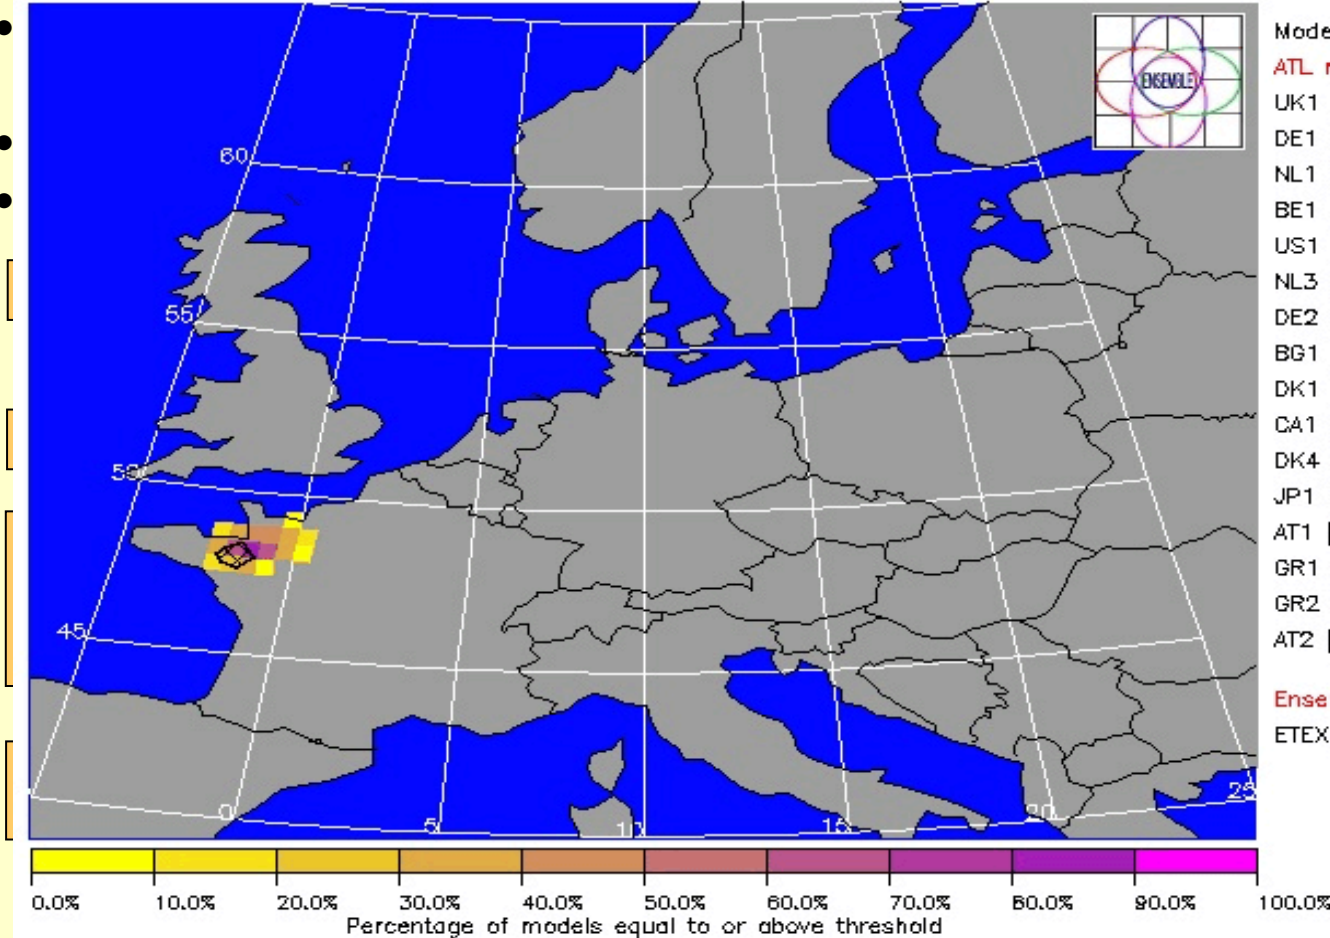 ENSEMBLE
60
55
50
45
0
5
10
15
20
25
0.0% 10.0% 20.0% 30.0% 40.0% 50.0% 60.0% 70.0% 80.0% 90.0% 100.0%
Percentage of models equal to or above threshold
Mode
ATL
UK1
DE1
NL1
BE1
US1
NL3
DE2
BG1
DK1
CA1
DK4
JP1
AT1
GR1
GR2
AT2
Ense
ETEX